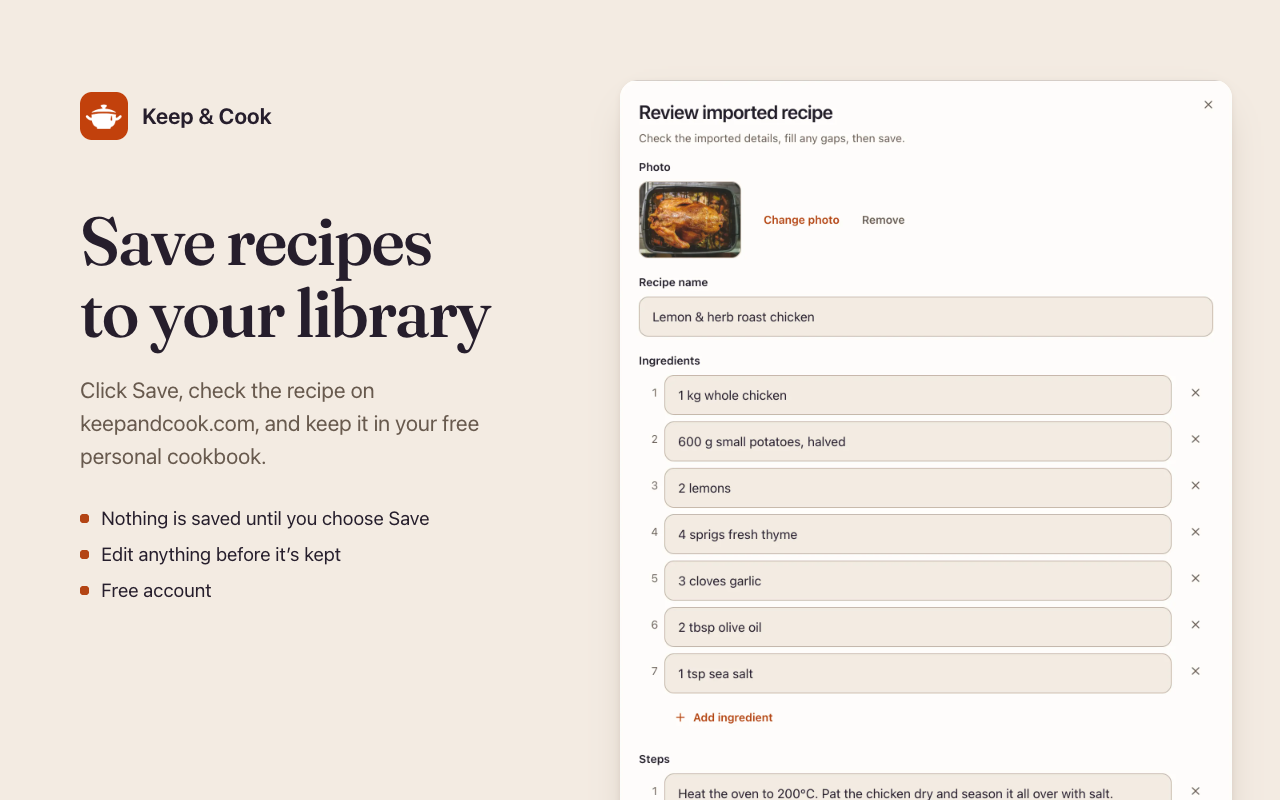 Keep & Cook
Save recipes
to your library
Click Save, check the recipe on
keepandcook.com, and keep it in your free
personal cookbook.
Nothing is saved until you choose Save
Edit anything before it’s kept
Free account
Review imported recipe
Check the imported details, fill any gaps, then save.
Photo
Change photo Remove
Recipe name
Lemon & herb roast chicken
Ingredients
1 1 kg whole chicken
2 600 g small potatoes, halved
3 2 lemons
4 4 sprigs fresh thyme
5 3 cloves garlic
6 2 tbsp olive oil
7 1 tsp sea salt
+ Add ingredient
Steps
1 Heat the oven to 200°C. Pat the chicken dry and season it all over with salt.